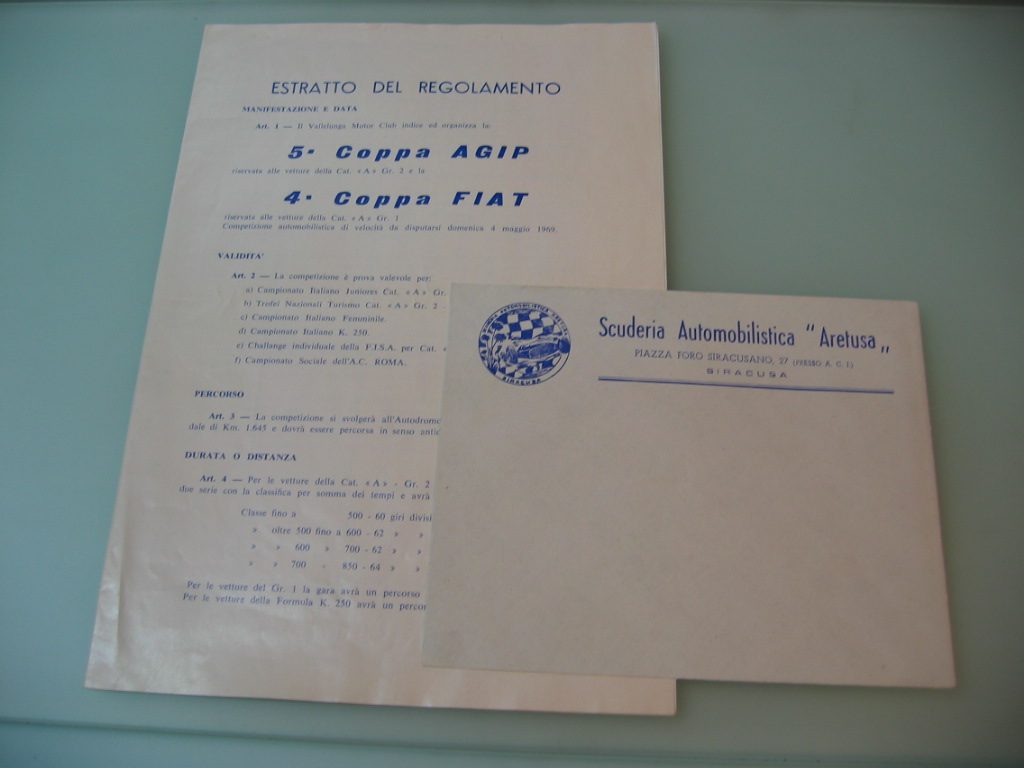 ESTRATTO DEL REGOLAMENTO
MANIFESTAZIONE E DATA
Art. 1 — Il Vallelunga Motor Club indice ed organizza la:
5· Coppa AGIP
riservata alle vetture della Cat. «A» Gr. 2 e la
4· Coppa FIAT
riservata alle vetture della Cat. «A» Gr. 1
Competizione automobilistica di velocità da disputarsi domenica 4 maggio 1969.
VALIDITA'
Art. 2 — La competizione è prova valevole per:
a) Campionato Italiano Juniores Cat. «A» Gr.
b) Trofei Nazionali Turismo Cat. «A» Gr. 2 -
c) Campionato Italiano Femminile.
d) Campionato Italiano K. 250.
e) Challange individuale della F.I.S.A. per Cat. «
f) Campionato Sociale dell'A.C. ROMA.
PERCORSO
Art. 3 — La competizione si svolgerà all'Autodromo
dale di Km. 1.645 e dovrà essere percorsa in senso
DURATA O DISTANZA
Art. 4 — Per le vetture della Cat. «A» - Gr. 2
due serie con la classifica per somma dei tempi e avrà
Classe fino a 500 - 60 giri divisi
» oltre 500 fino a 600 - 62 » »
» » 600 » 700 - 62 » »
» » 700 - 850 - 64 » »
Per le vetture del Gr. 1 la gara avrà un percorso
Per le vetture della Formula K. 250 avrà un
SCUDERIA AUTOMOBILISTICA ARETUSA
SIRACUSA
Scuderia Automobilistica "Aretusa„
PIAZZA FORO SIRACUSANO, 27 (PRESSO A. C. I.)
SIRACUSA